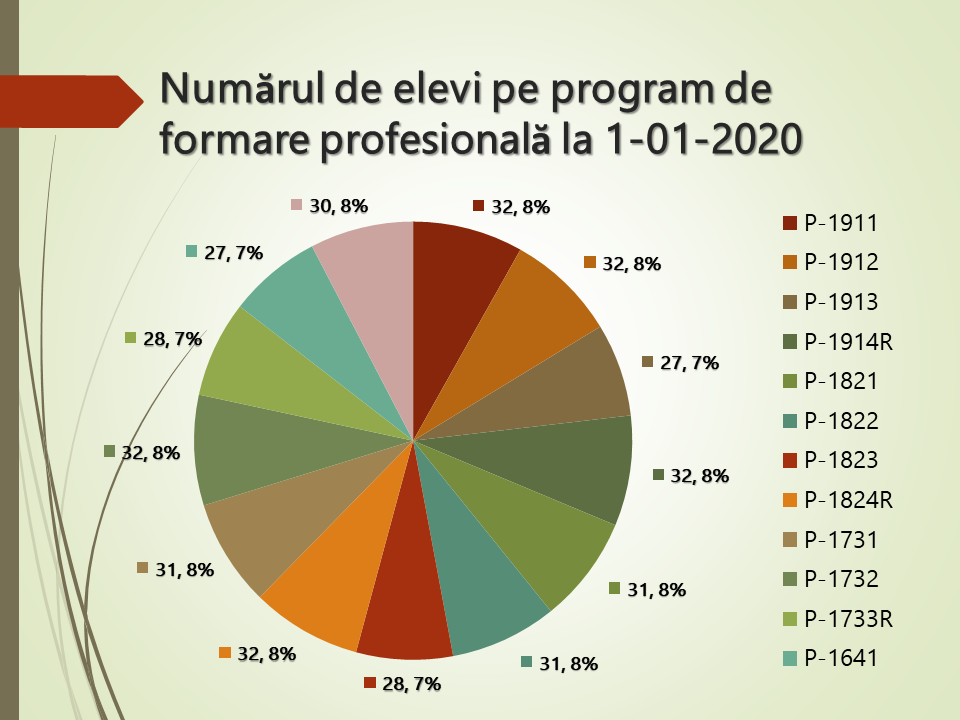 Numărul de elevi pe program de
formare profesională la 1-01-2020
30, 8%
32, 8%
27, 7%
32, 8%
28, 7%
27, 7%
32, 8%
32, 8%
31, 8%
31, 8%
32, 8%
31, 8%
28, 7%
P-1911
P-1912
P-1913
P-1914R
P-1821
P-1822
P-1823
P-1824R
P-1731
P-1732
P-1733R
P-1641